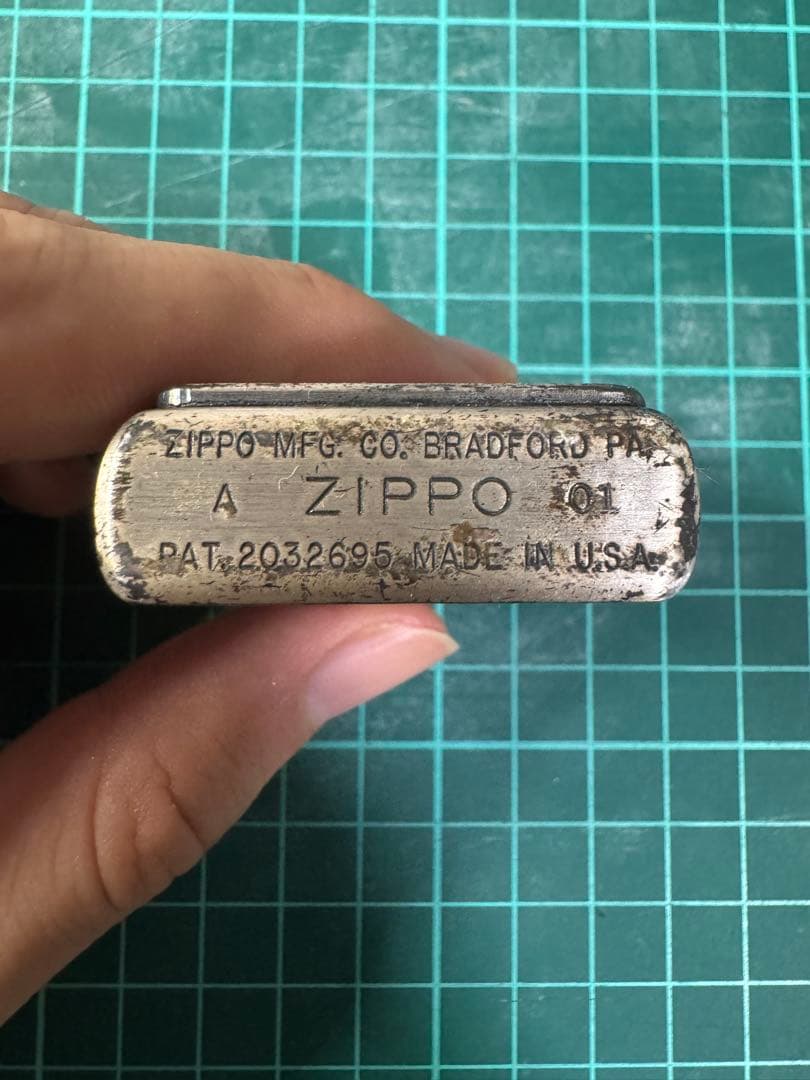 ZIPPO MFG. CO. BRADFORD PA.
A ZIPPO 01
PAT. 2032695 MADE IN U.S.A.